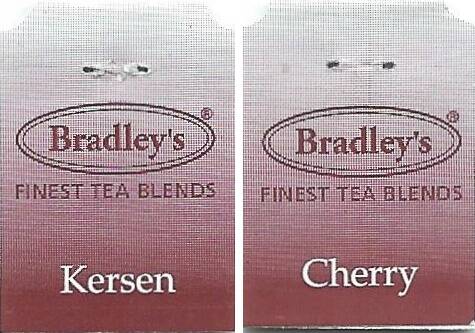 Bradley's®
FINEST TEA BLENDS
Kersen
Bradley's®
FINEST TEA BLENDS
Cherry